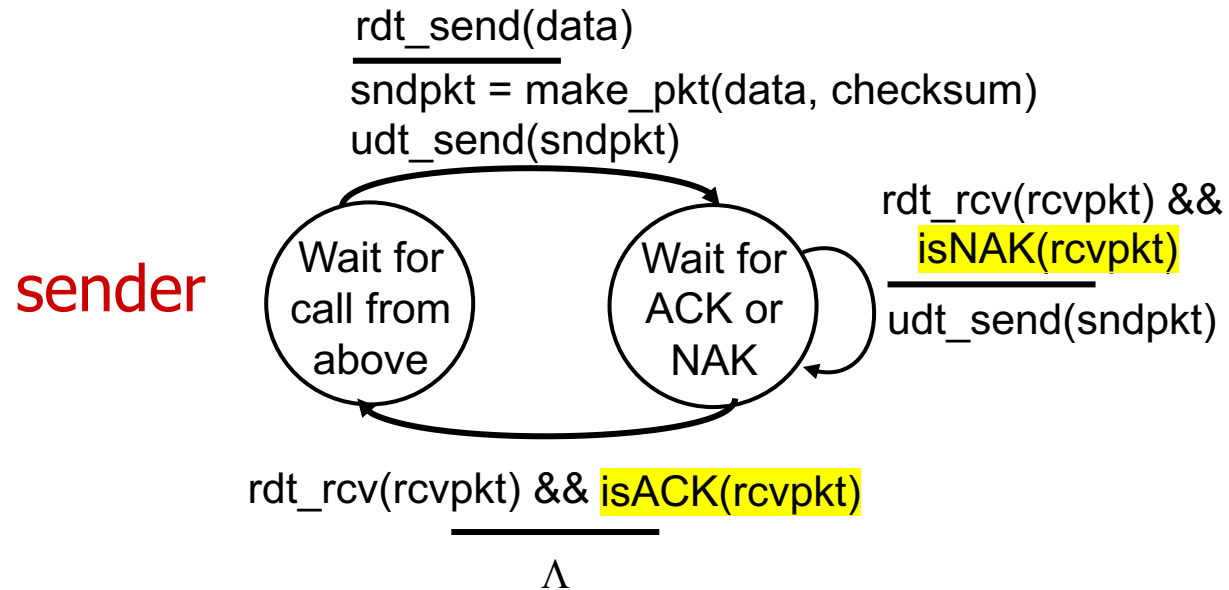 rdt_send(data)
sndpkt = make_pkt(data, checksum)
udt_send(sndpkt)
sender
Wait for
call from
above
Wait for
ACK or
NAK
rdt_rcv(rcvpkt) &&
isNAK(rcvpkt)
udt_send(sndpkt)
rdt_rcv(rcvpkt) && isACK(rcvpkt)
Λ